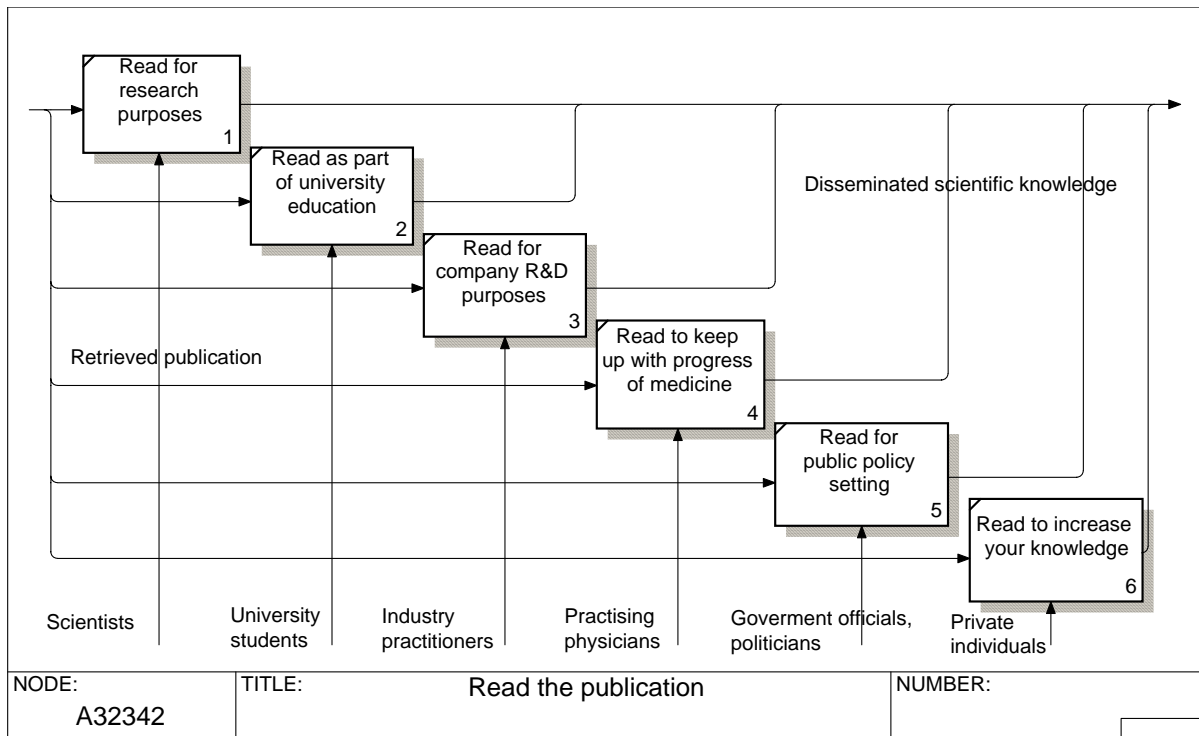 Read for
research
purposes
1
Read as part
of university
education
2
Disseminated scientific knowledge
Read for
company R&D
purposes
3
Retrieved publication
Read to keep
up with progress
of medicine
4
Read for
public policy
setting
5
Read to increase
your knowledge
6
Scientists
University
students
Industry
practitioners
Practising
physicians
Goverment officials,
politicians
Private
individuals
NODE:
A32342
TITLE:
Read the publication
NUMBER: